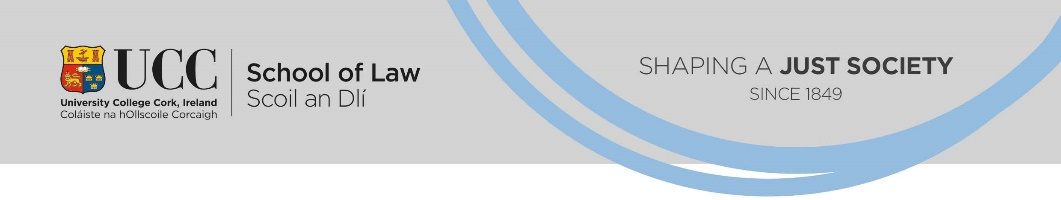 UCC
University College Cork, Ireland
Coláiste na hOllscoile Corcaigh
School of Law
Scoil an Dlí
SHAPING A JUST SOCIETY
SINCE 1849